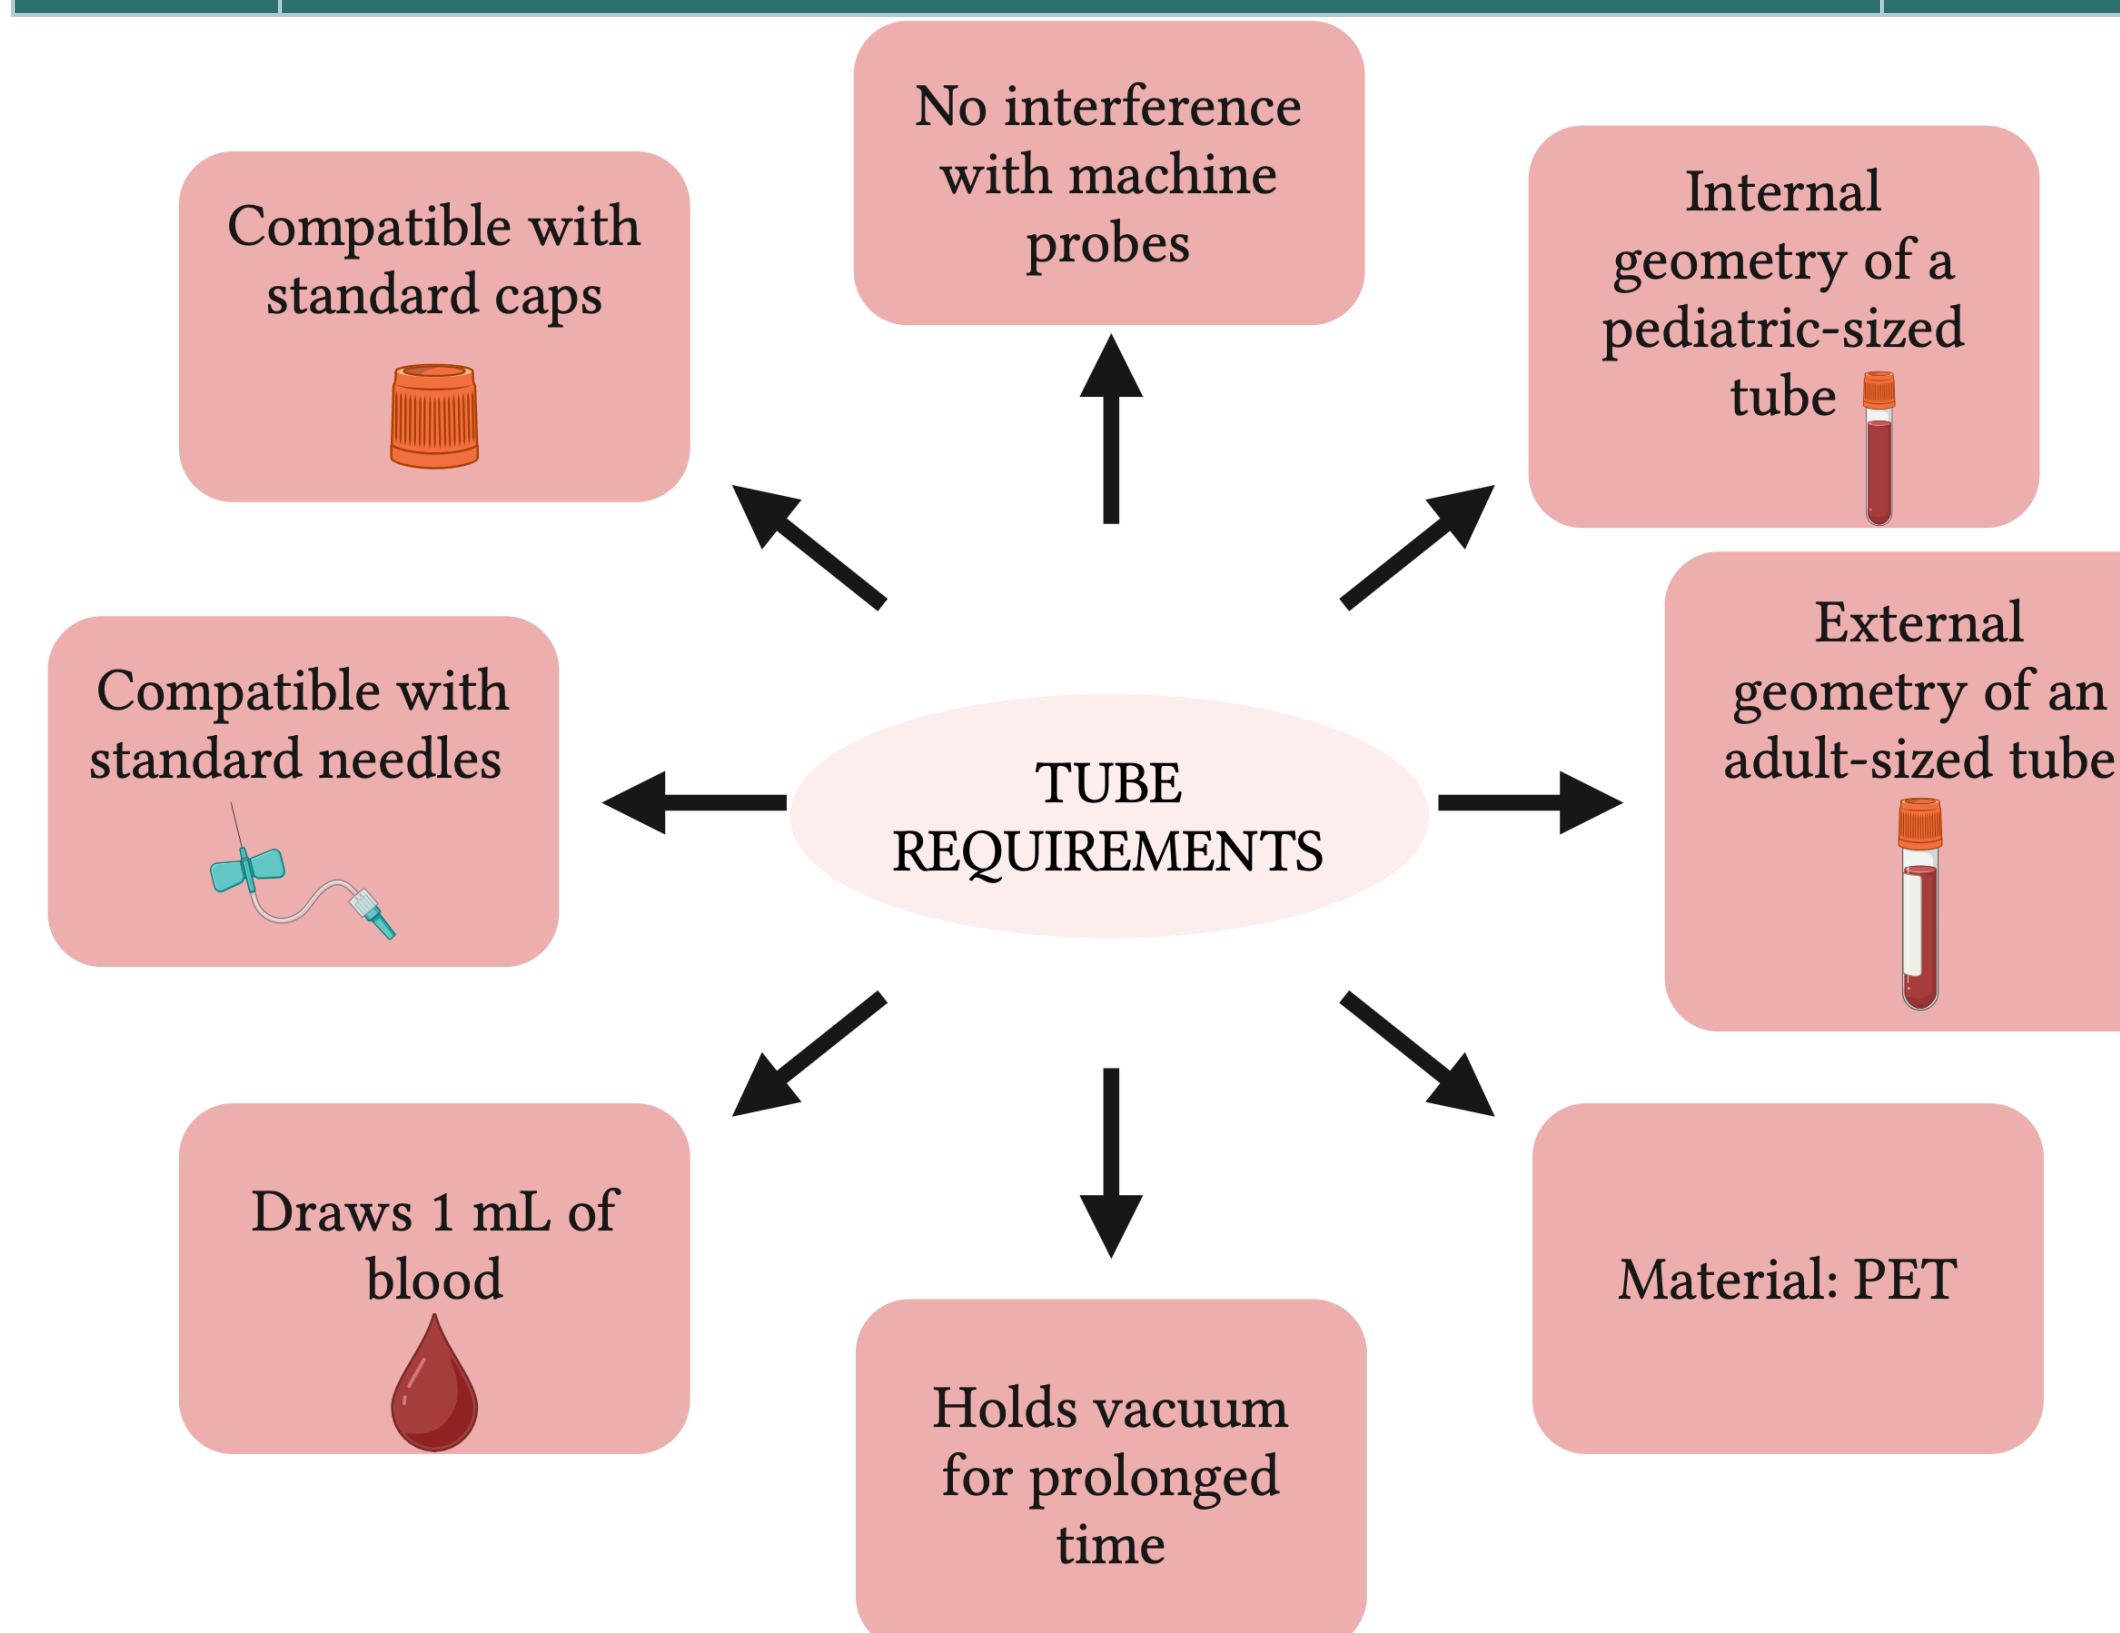 No interference
with machine
probes
Compatible with
standard caps
Internal
geometry of a
pediatric-sized
tube
External
geometry of an
adult-sized tube
Compatible with
standard needles
TUBE
REQUIREMENTS
Draws 1 mL of
blood
Material: PET
Holds vacuum
for prolonged
time